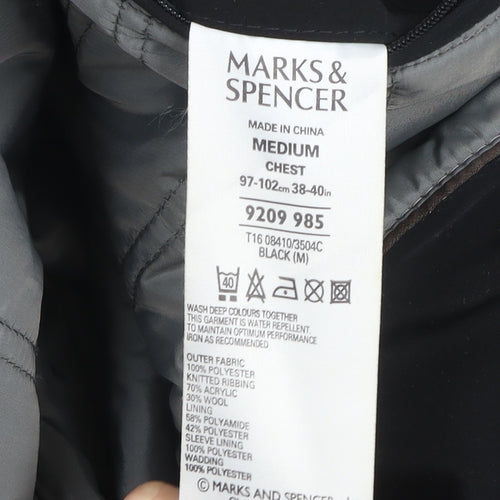 MARKS &
SPENCER
MADE IN CHINA
MEDIUM
CHEST
97-102cm 38-40in
9209 985
T16 08410/3504C
BLACK (M)
40
WASH DEEP COLOURS TOGETHER
THIS GARMENT IS WATER REPELLENT.
TO MAINTAIN OPTIMUM PERFORMANCE
IRON AS RECOMMENDED
OUTER FABRIC
100% POLYESTER
KNITTED RIBBING
70% ACRYLIC
30% WOOL
LINING
58% POLYAMIDE
42% POLYESTER
SLEEVE LINING
100% POLYESTER
WADDING
100% POLYESTER
© MARKS AND SPENCER